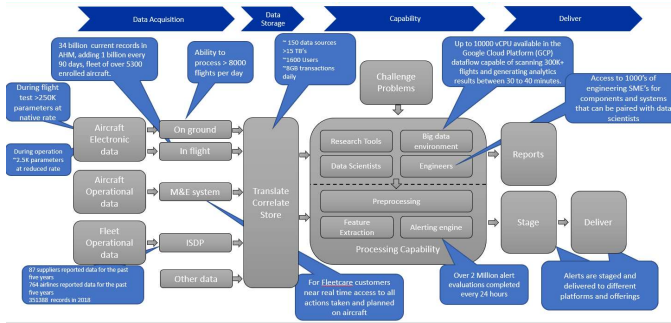 Data Acquisition
Data
Storage
Capability
Deliver
34 billion current records in
AHM, adding 1 billion every
90 days, fleet of over 5300
enrolled aircraft.
Ability to
process > 8000
flights per day
~ 150 data sources
>15 TB's
~1600 Users
~8GB transactions
daily
Challenge
Problems
Up to 10000 vCPU available in the
Google Cloud Platform (GCP)
dataflow capable of scanning 300K+
flights and generating analytics
results between 30 to 40 minutes.
Access to 1000's of
engineering SME's for
components and systems
that can be paired with data
scientists
During flight
test >250K
parameters at
native rate
During operation
~2.5K parameters
at reduced rate
Aircraft
Electronic
data
On ground
In flight
Aircraft
Operational
data
M&E system
Fleet
Operational
data
ISDP
Other data
87 suppliers reported data for the past
five years
764 airlines reported data for the past
five years
351388 records in 2018
Translate
Correlate
Store
Research Tools
Big data
environment
Data Scientists
Engineers
Preprocessing
Feature
Extraction
Alerting engine
Processing Capability
Reports
Stage
Deliver
For Fleetcare customers
near real time access to all
actions taken and planned
on aircraft
Over 2 Million alert
evaluations completed
every 24 hours
Alerts are staged and
delivered to different
platforms and offerings